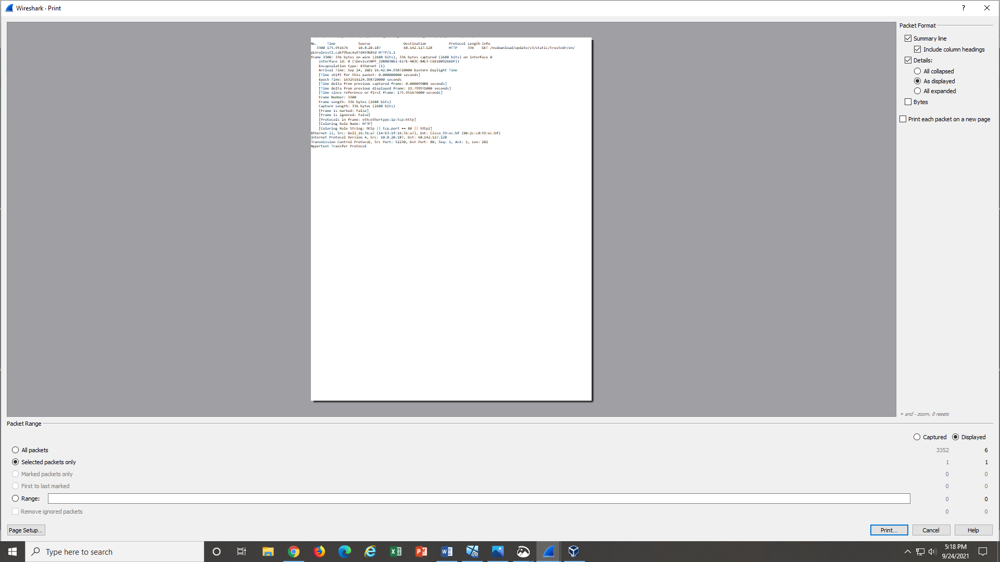 Wireshark · Print
? 
No. Time Source Destination Protocol Length Info
3300 175.951676 10.8.20.187 68.142.127.128 HTTP 336 GET /msdownload/update/v3/static/trustedr/en/
pinrulesstl.cab?9bac4a97d459685d HTTP/1.1
Frame 3300: 336 bytes on wire (2688 bits), 336 bytes captured (2688 bits) on interface 0
Interface id: 0 (\Device\NPF_{DB803BE2-E17E-4B3C-BAC3-C6E100926EDF})
Encapsulation type: Ethernet (1)
Arrival Time: Sep 24, 2021 16:42:04.938720000 Eastern Daylight Time
[Time shift for this packet: 0.000000000 seconds]
Epoch Time: 1632516124.938720000 seconds
[Time delta from previous captured frame: 0.000099000 seconds]
[Time delta from previous displayed frame: 19.799971000 seconds]
[Time since reference or first frame: 175.951676000 seconds]
Frame Number: 3300
Frame Length: 336 bytes (2688 bits)
Capture Length: 336 bytes (2688 bits)
[Frame is marked: False]
[Frame is ignored: False]
[Protocols in frame: eth:ethertype:ip:tcp:http]
[Coloring Rule Name: HTTP]
[Coloring Rule String: http || tcp.port == 80 || http2]
Ethernet II, Src: Dell_16:31:a7 (14:b3:1f:16:31:a7), Dst: Cisco_59:ec:bf (00:2c:c8:59:ec:bf)
Internet Protocol Version 4, Src: 10.8.20.187, Dst: 68.142.127.128
Transmission Control Protocol, Src Port: 52230, Dst Port: 80, Seq: 1, Ack: 1, Len: 282
Hypertext Transfer Protocol
Packet Format
Summary line
Include column headings
Details:
All collapsed
As displayed
All expanded
Bytes
Print each packet on a new page
+ and - zoom, 0 resets
Packet Range
Captured Displayed
All packets 3352 6
Selected packets only 1 1
Marked packets only 0 0
First to last marked 0 0
Range: 0 0
Remove ignored packets 0 0
Page Setup... Print... Cancel Help
Type here to search
10
5:18 PM
9/24/2021